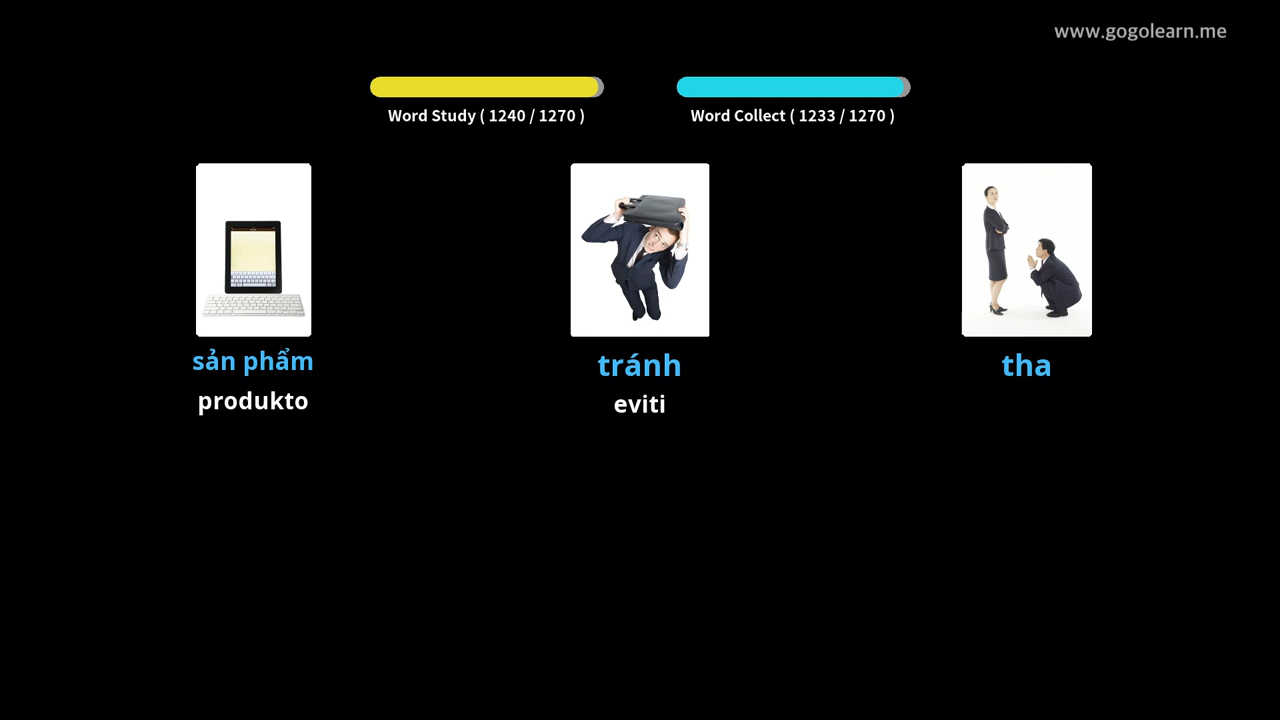 www.gogolearn.me
Word Study ( 1240 / 1270 )
Word Collect ( 1233 / 1270 )
sản phẩm
produkto
tránh
eviti
tha